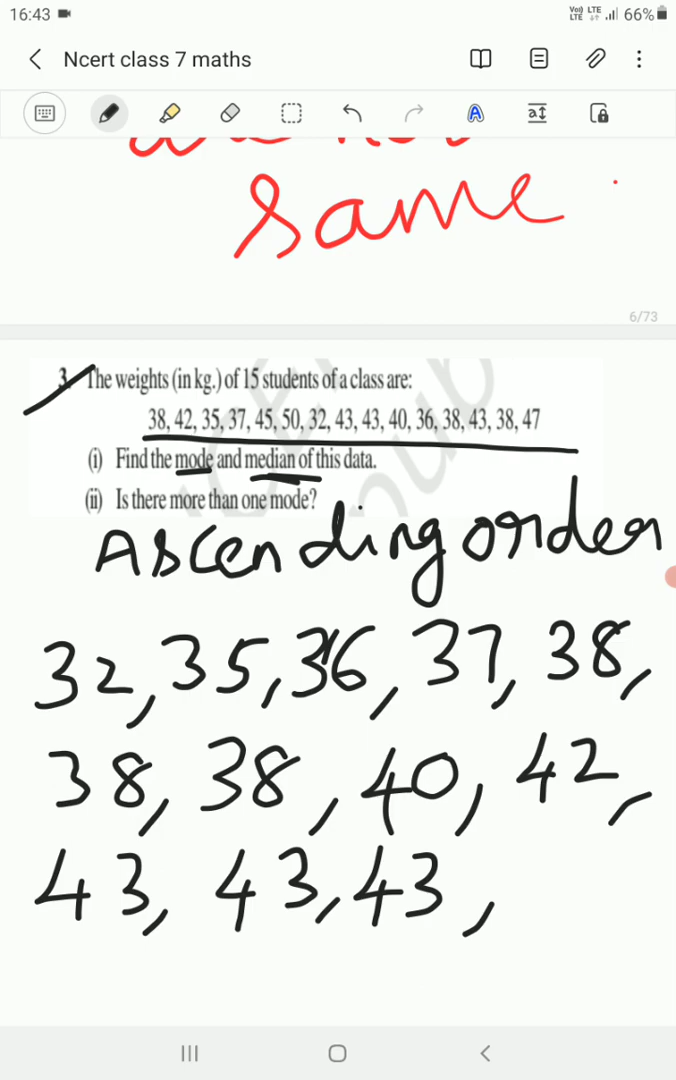 16:43 Vo) LTE LTE 66%
Ncert class 7 maths
same
6/73
3. The weights (in kg.) of 15 students of a class are:
38, 42, 35, 37, 45, 50, 32, 43, 43, 40, 36, 38, 43, 38, 47
(i) Find the mode and median of this data.
(ii) Is there more than one mode?
Ascending order
32, 35, 36, 37, 38,
38, 38, 40, 42,
43, 43, 43,